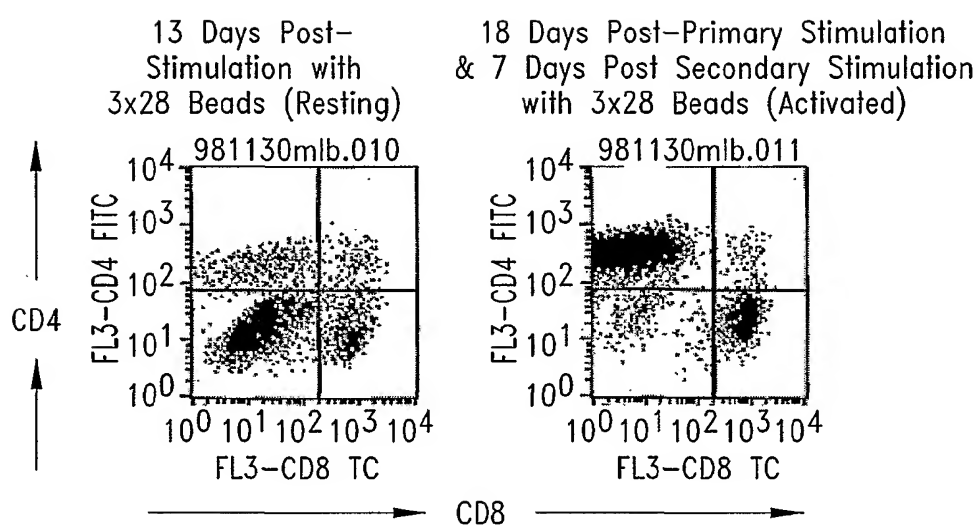 13 Days Post-
Stimulation with
3x28 Beads (Resting)
18 Days Post-Primary Stimulation
& 7 Days Post Secondary Stimulation
with 3x28 Beads (Activated)
981130mlb.010
10⁴
10³
10²
10¹
10⁰
FL3-CD4 FITC
10⁰ 10¹ 10² 10³ 10⁴
FL3-CD8 TC
981130mlb.011
10⁴
10³
10²
10¹
10⁰
FL3-CD4 FITC
10⁰ 10¹ 10² 10³ 10⁴
FL3-CD8 TC
CD4
CD8